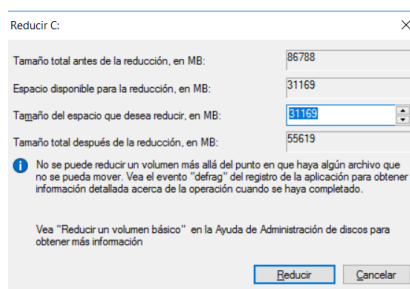 Reducir C:
Tamaño total antes de la reducción, en MB: 86788
Espacio disponible para la reducción, en MB: 31169
Tamaño del espacio que desea reducir, en MB: 31169
Tamaño total después de la reducción, en MB: 55619
No se puede reducir un volumen más allá del punto en que haya algún archivo que
no se pueda mover. Vea el evento "defrag" del registro de la aplicación para obtener
información detallada acerca de la operación cuando se haya completado.
Vea "Reducir un volumen básico" en la Ayuda de Administración de discos para
obtener más información
Reducir Cancelar